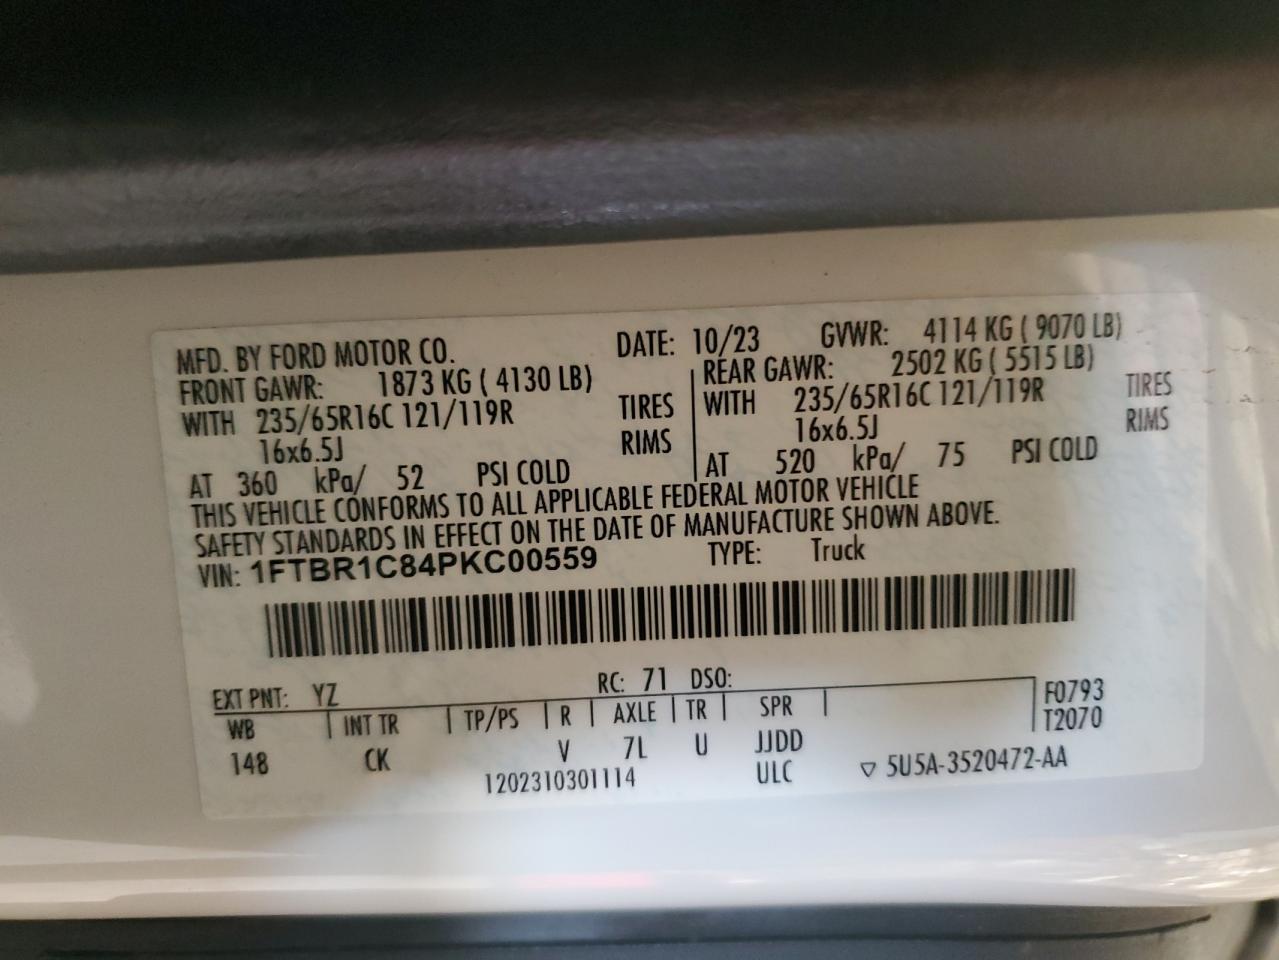 MFD. BY FORD MOTOR CO. DATE: 10/23 GVWR: 4114 KG ( 9070 LB)
FRONT GAWR: 1873 KG ( 4130 LB) REAR GAWR: 2502 KG ( 5515 LB)
WITH 235/65R16C 121/119R TIRES WITH 235/65R16C 121/119R TIRES
16x6.5J RIMS 16x6.5J RIMS
AT 360 kPa/ 52 PSI COLD AT 520 kPa/ 75 PSI COLD
THIS VEHICLE CONFORMS TO ALL APPLICABLE FEDERAL MOTOR VEHICLE
SAFETY STANDARDS IN EFFECT ON THE DATE OF MANUFACTURE SHOWN ABOVE.
VIN: 1FTBR1C84PKC00559 TYPE: Truck
EXT PNT: YZ RC: 71 DSO:
WB INT TR TP/PS R AXLE TR SPR F0793
T2070
148 CK V 7L U JJDD
1202310301114 ULC ▽ 5U5A-3520472-AA